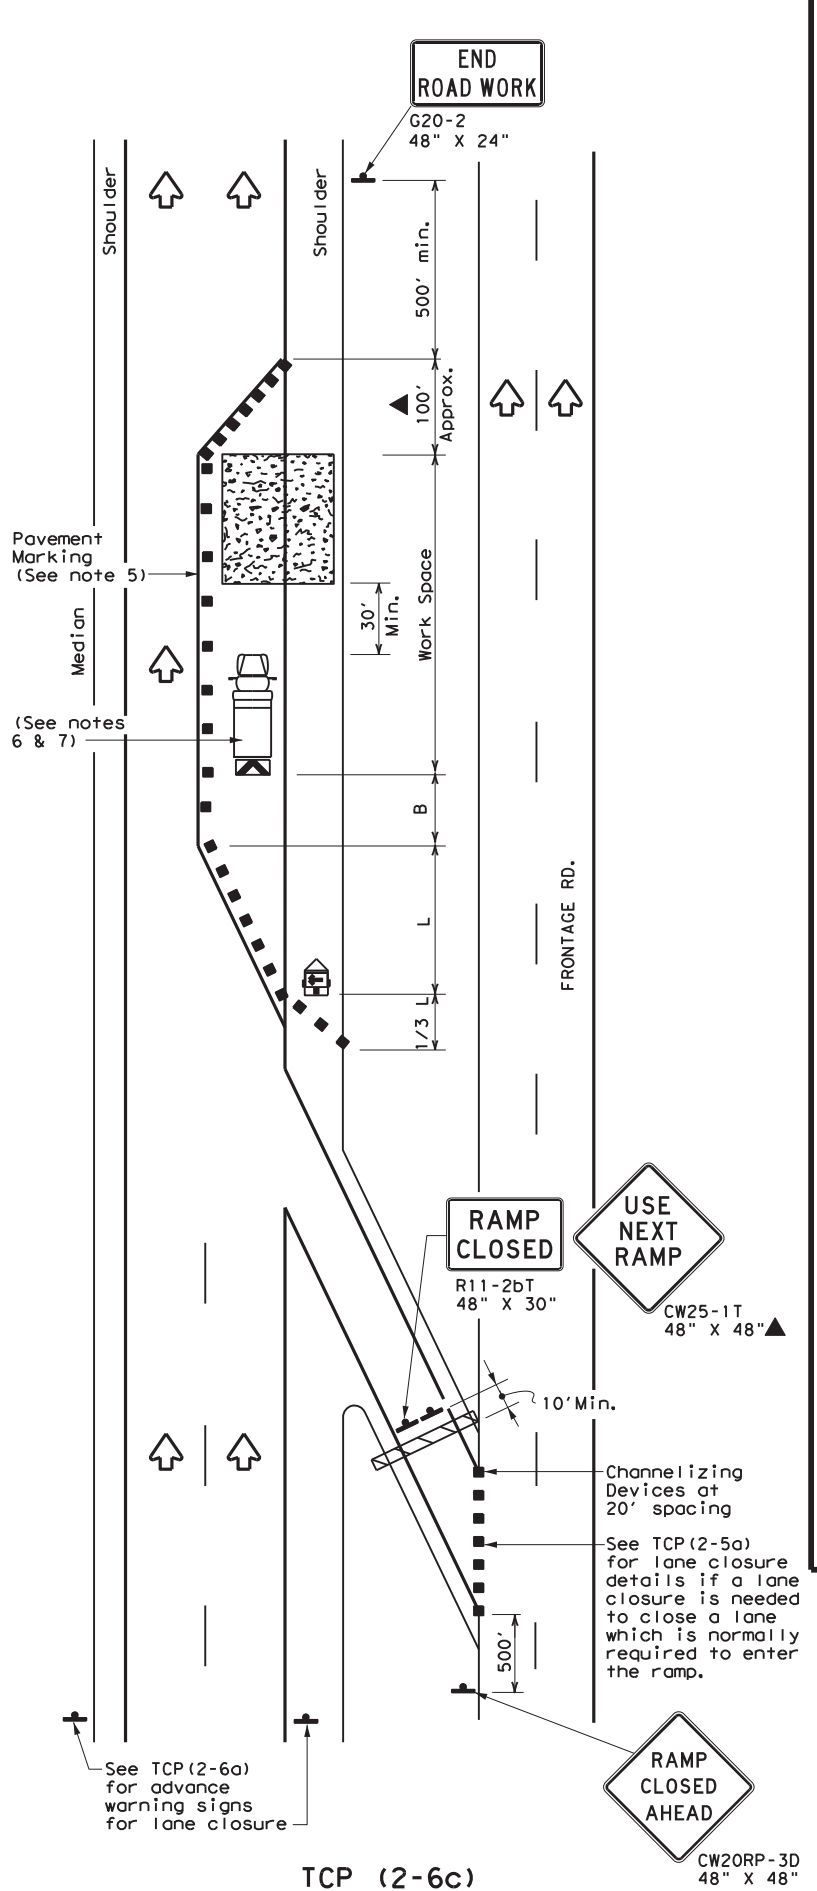 END
ROAD WORK
G20-2
48" X 24"
Shoulder
Shoulder
500' min.
100'
Approx.
Pavement
Marking
(See note 5)
30'
Min.
Work Space
Median
(See notes
6 & 7)
B
L
FRONTAGE RD.
1/3 L
RAMP
CLOSED
R11-2bT
48" X 30"
USE
NEXT
RAMP
CW25-1T
48" X 48"
10'Min.
Channelizing
Devices at
20' spacing
See TCP(2-5a)
for lane closure
details if a lane
closure is needed
to close a lane
which is normally
required to enter
the ramp.
500'
See TCP(2-6a)
for advance
warning signs
for lane closure
RAMP
CLOSED
AHEAD
CW20RP-3D
48" X 48"
TCP (2-6c)